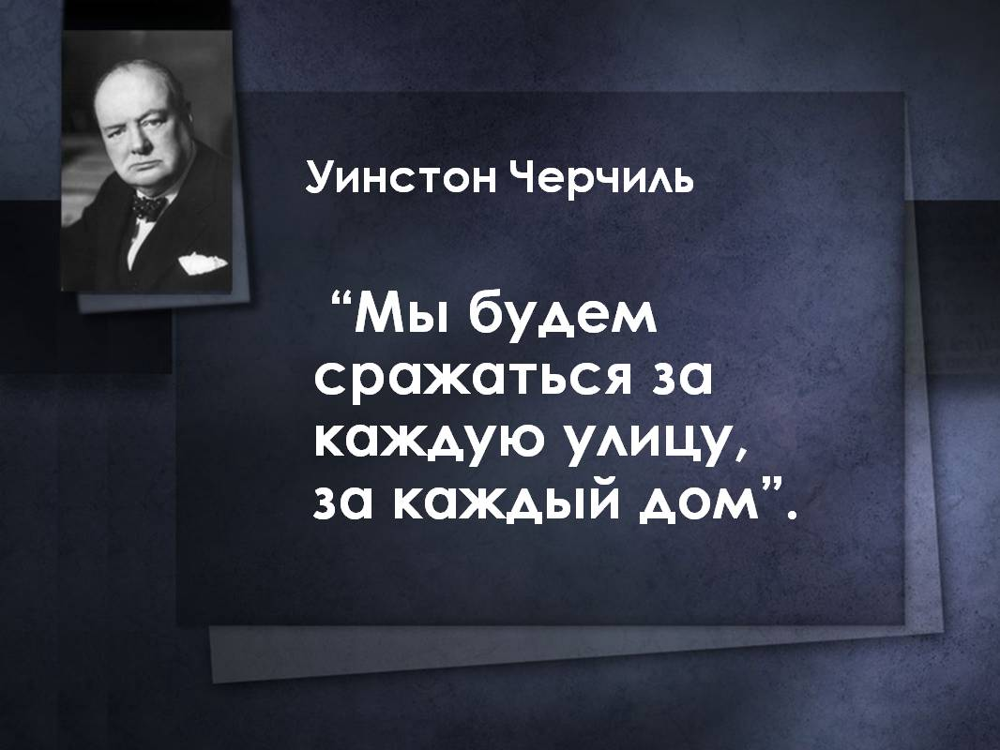 Уинстон Черчиль
“Мы будем
сражаться за
каждую улицу,
за каждый дом”.